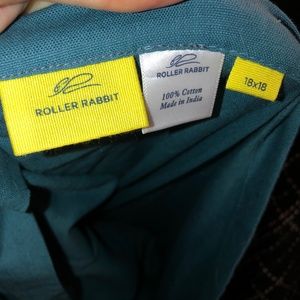 ROLLER RABBIT
ROLLER RABBIT
100% Cotton
Made in India
18x18